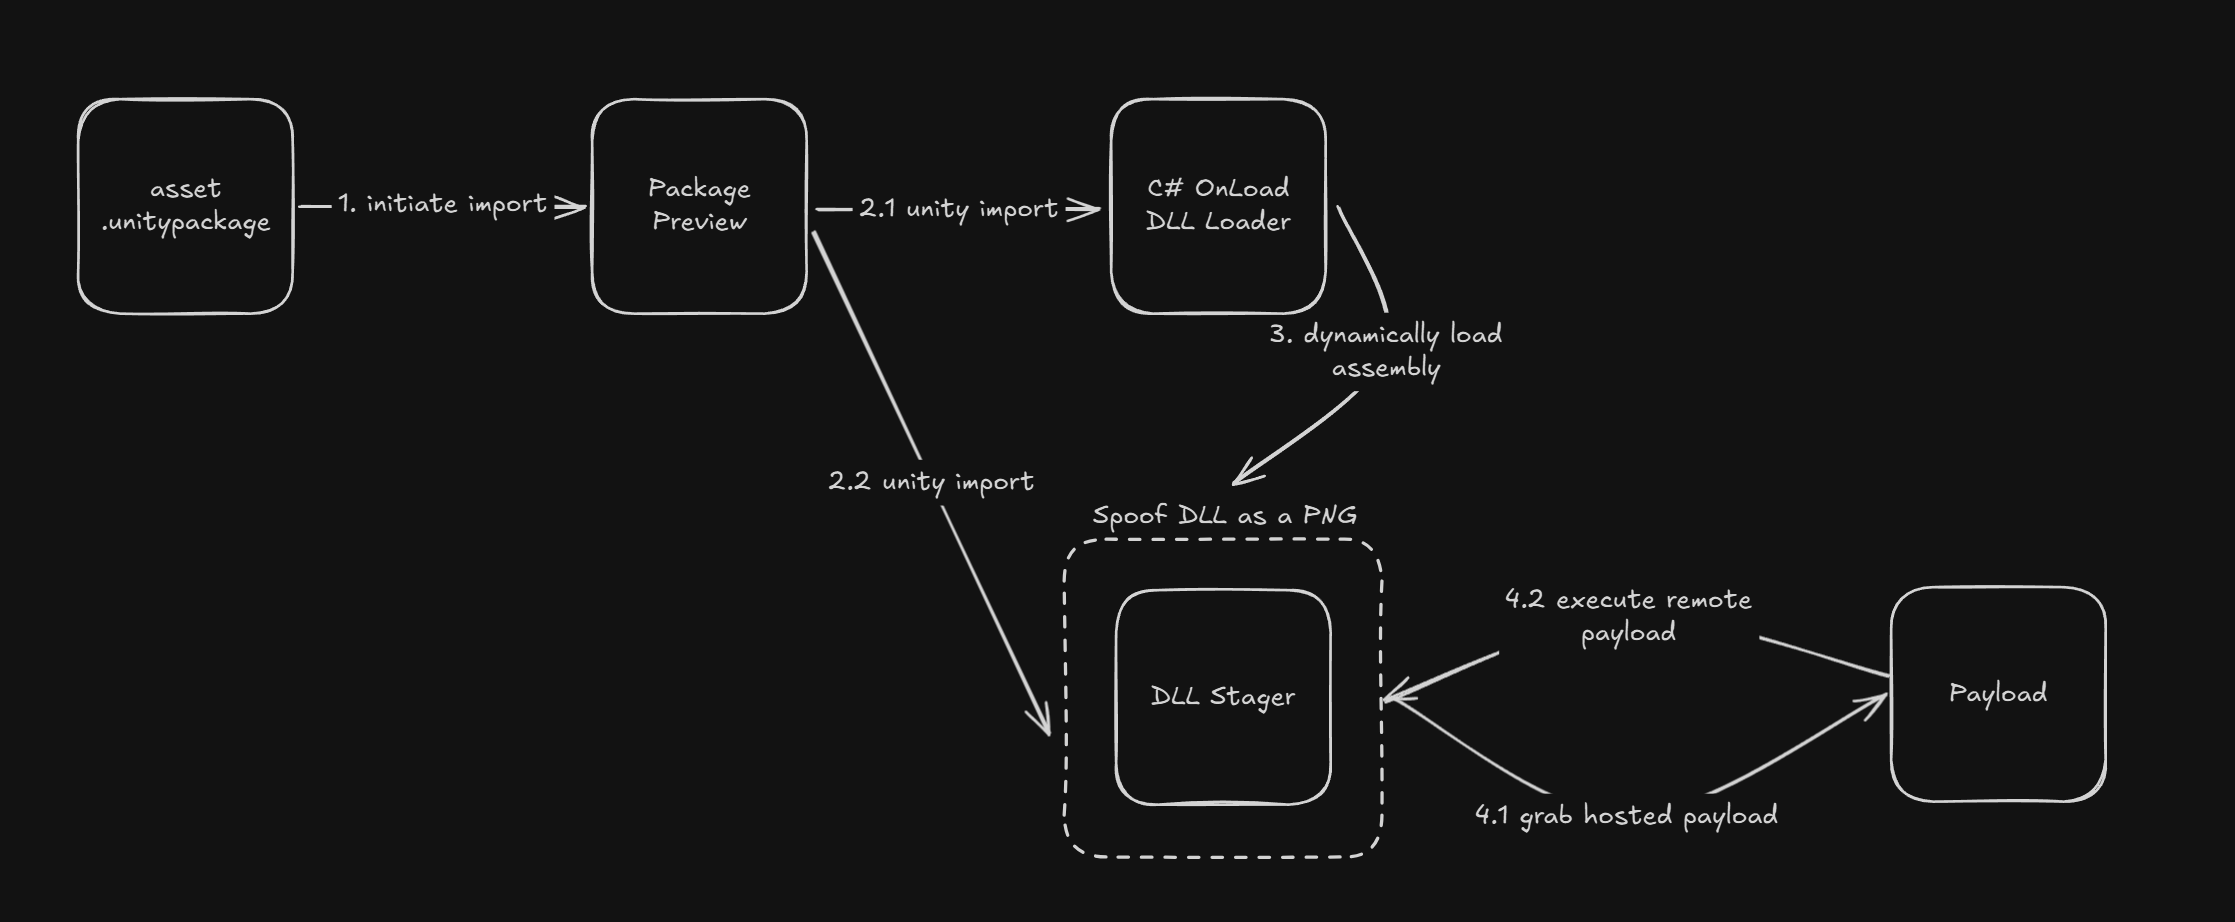 asset
.unitypackage
1. initiate import
Package
Preview
2.1 unity import
C# OnLoad
DLL Loader
3. dynamically load
assembly
2.2 unity import
Spoof DLL as a PNG
DLL Stager
4.2 execute remote
payload
Payload
4.1 grab hosted payload